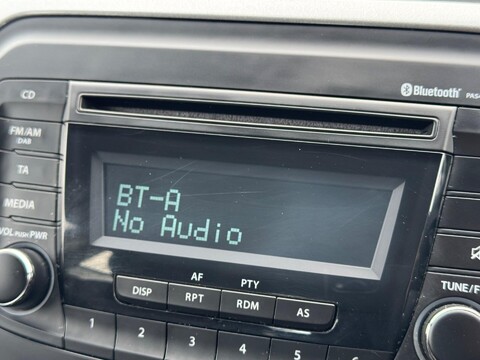 Bluetooth®
CD
FM/AM
DAB
TA
MEDIA
VOL PUSH PWR
BT-A
No Audio
AF
PTY
DISP
RPT
RDM
AS
TUNE/F
1
2
3
4
5
6